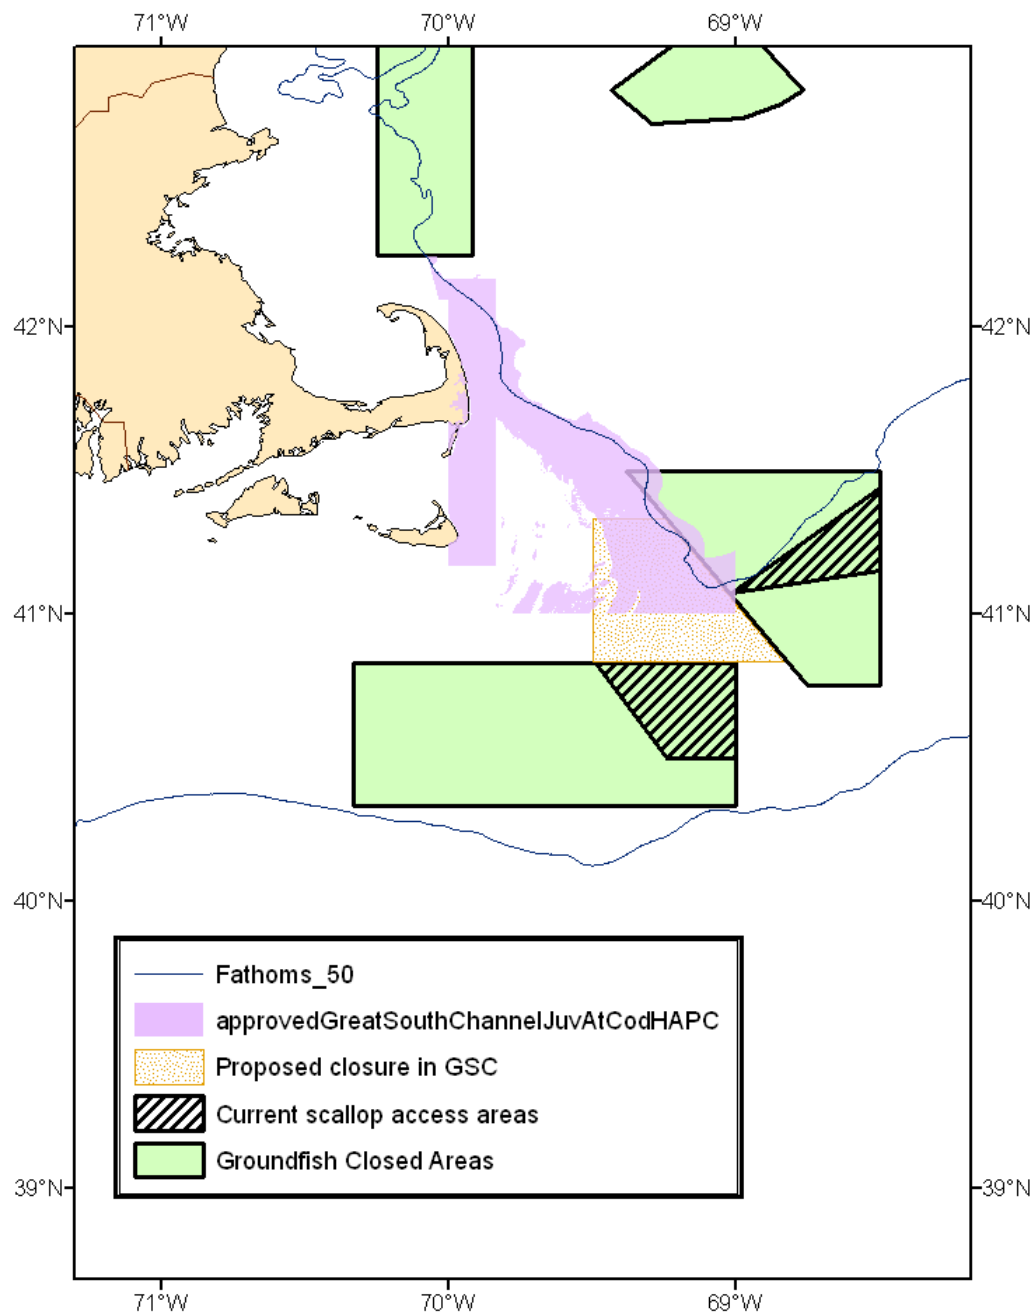 71°W 70°W 69°W
42°N 42°N
41°N 41°N
40°N 40°N
Fathoms_50
approvedGreatSouthChannelJuvAtCodHAPC
Proposed closure in GSC
Current scallop access areas
Groundfish Closed Areas
39°N 39°N
71°W 70°W 69°W